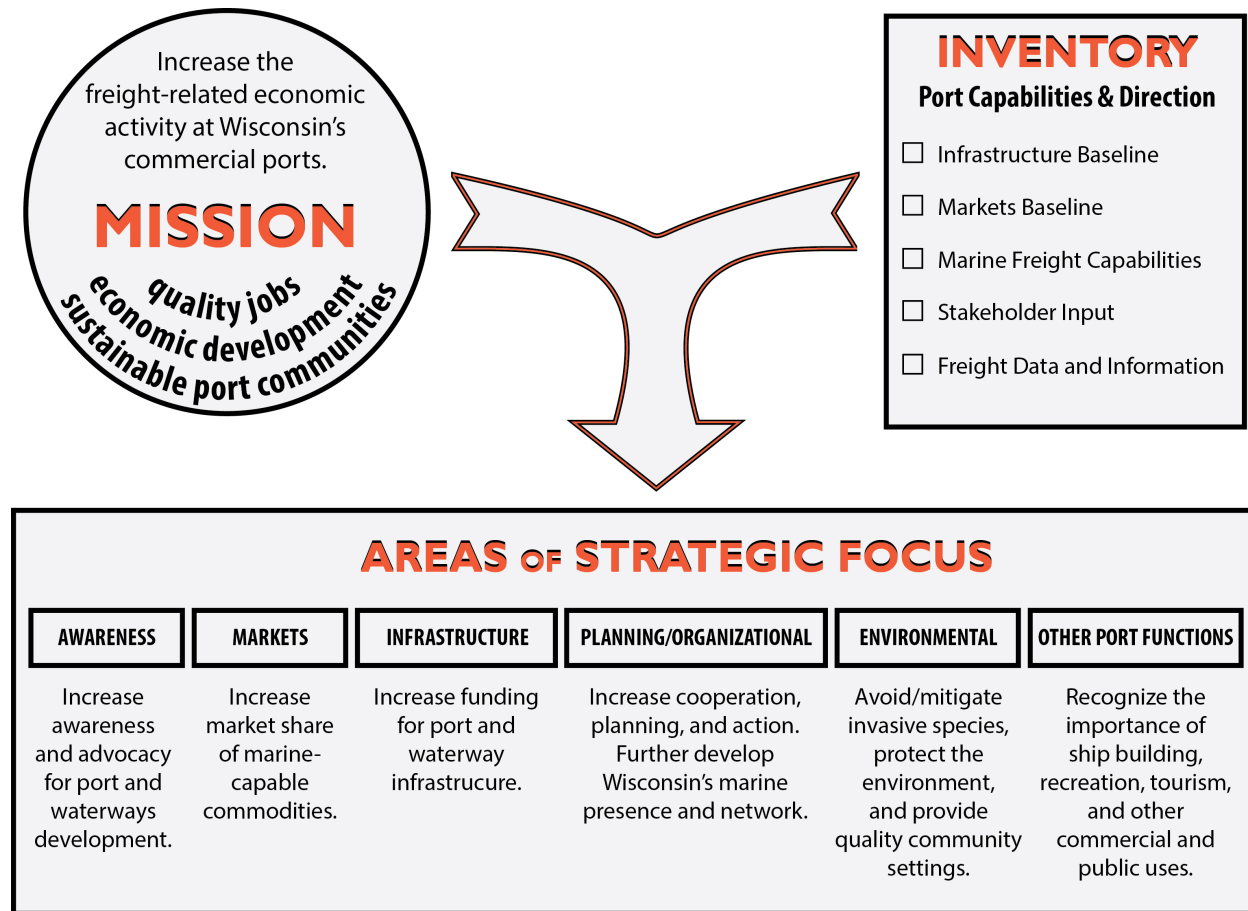 Increase the
freight-related economic
activity at Wisconsin's
commercial ports.
MISSION
quality jobs
economic development
sustainable port communities
INVENTORY
Port Capabilities & Direction
Infrastructure Baseline
Markets Baseline
Marine Freight Capabilities
Stakeholder Input
Freight Data and Information
AREAS OF STRATEGIC FOCUS
AWARENESS
Increase
awareness
and advocacy
for port and
waterways
development.
MARKETS
Increase
market share
of marine-
capable
commodities.
INFRASTRUCTURE
Increase funding
for port and
waterway
infrastrucure.
PLANNING/ORGANIZATIONAL
Increase cooperation,
planning, and action.
Further develop
Wisconsin's marine
presence and network.
ENVIRONMENTAL
Avoid/mitigate
invasive species,
protect the
environment,
and provide
quality community
settings.
OTHER PORT FUNCTIONS
Recognize the
importance of
ship building,
recreation, tourism,
and other
commercial and
public uses.